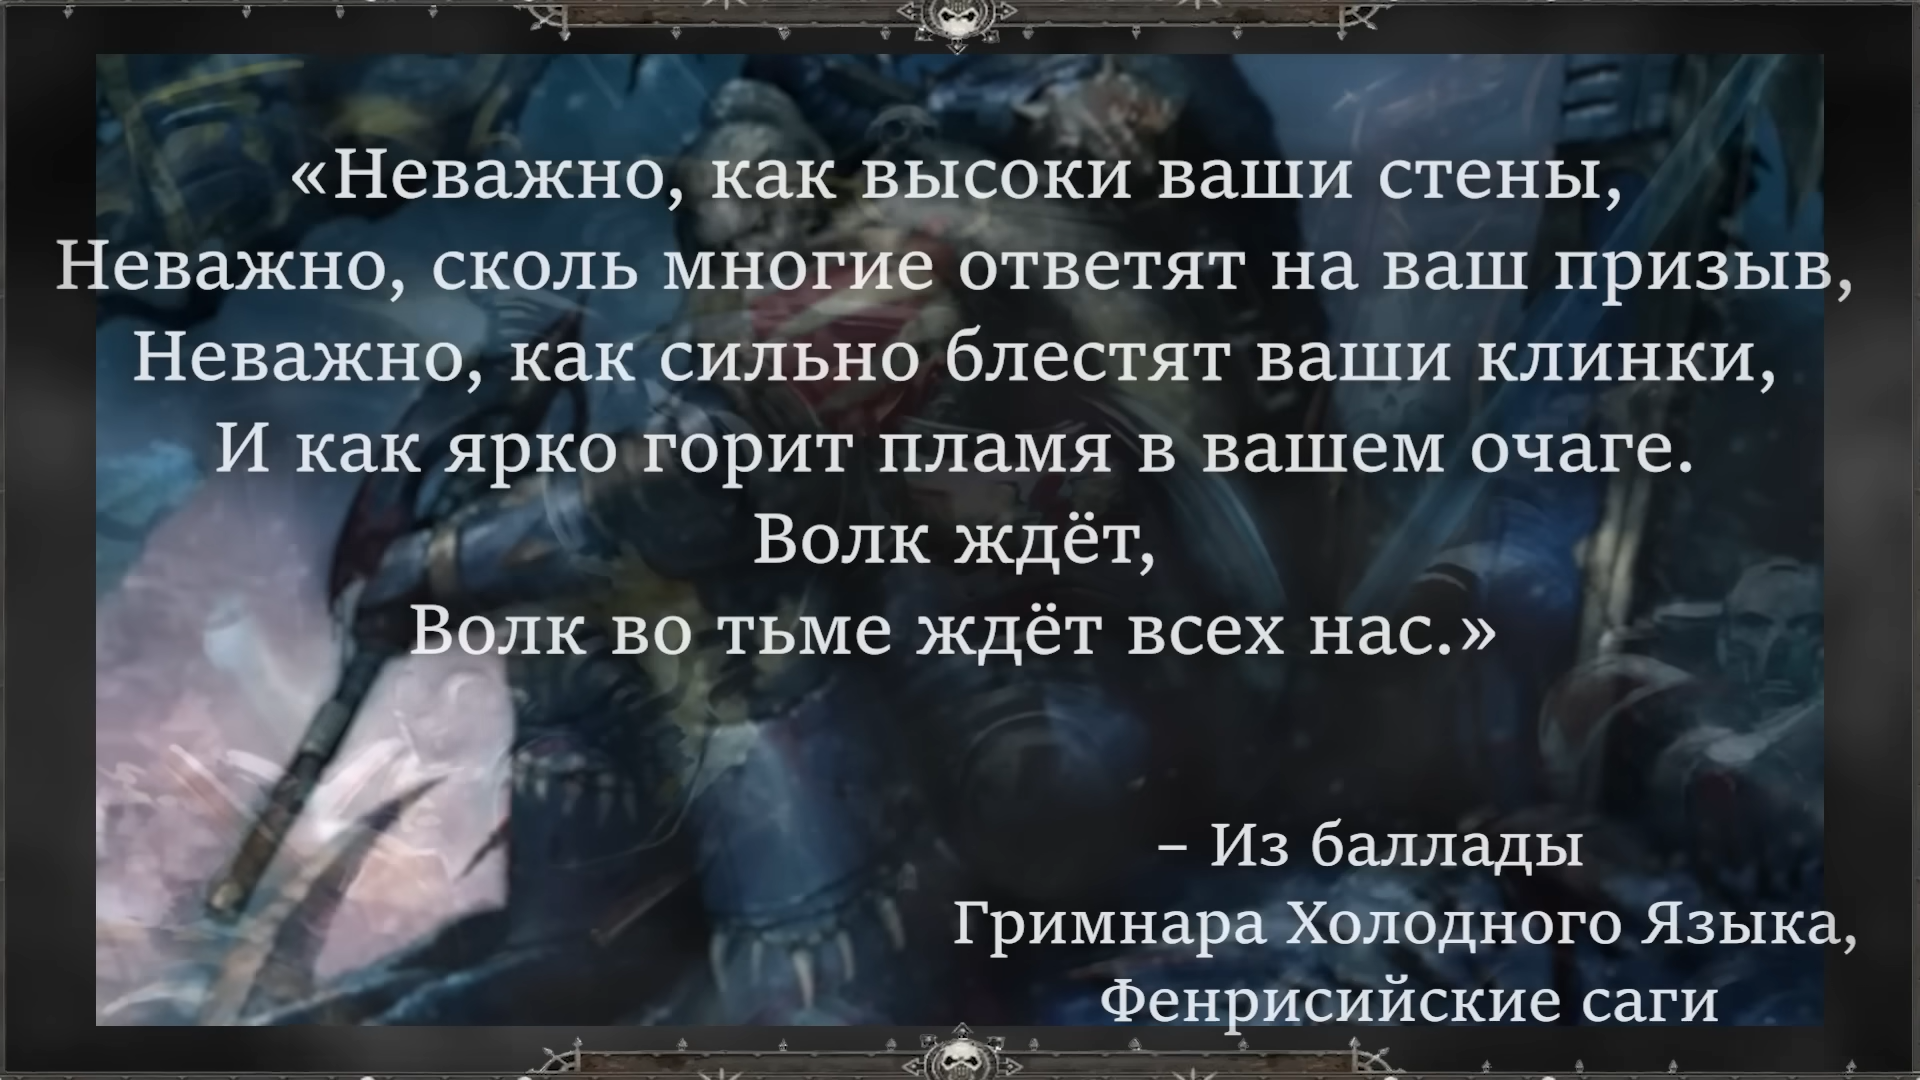 «Неважно, как высоки ваши стены,
Неважно, сколь многие ответят на ваш призыв,
Неважно, как сильно блестят ваши клинки,
И как ярко горит пламя в вашем очаге.
Волк ждёт,
Волк во тьме ждёт всех нас.»
– Из баллады
Гримнара Холодного Языка,
Фенрисийские саги